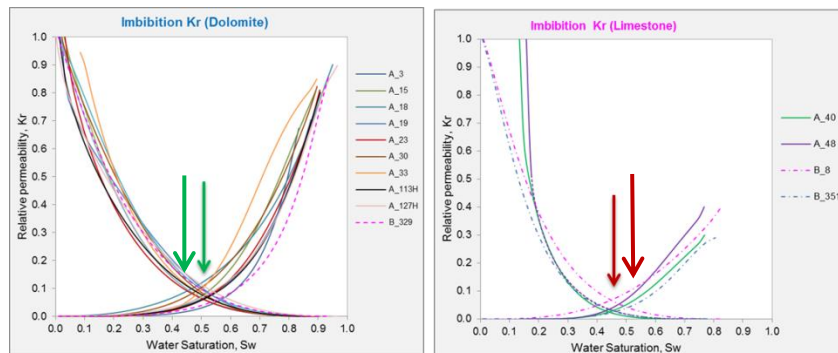 Imbibition Kr (Dolomite)
Relative permeability, Kr
1.0
0.9
0.8
0.7
0.6
0.5
0.4
0.3
0.2
0.1
0.0
0.0 0.1 0.2 0.3 0.4 0.5 0.6 0.7 0.8 0.9 1.0
Water Saturation, Sw
A_3
A_15
A_18
A_19
A_23
A_30
A_33
A_113H
A_127H
B_329
Imbibition Kr (Limestone)
Relative permeability, Kr
1.0
0.9
0.8
0.7
0.6
0.5
0.4
0.3
0.2
0.1
0.0
0.0 0.1 0.2 0.3 0.4 0.5 0.6 0.7 0.8 0.9 1.0
Water Saturation, Sw
A_40
A_48
B_8
B_351